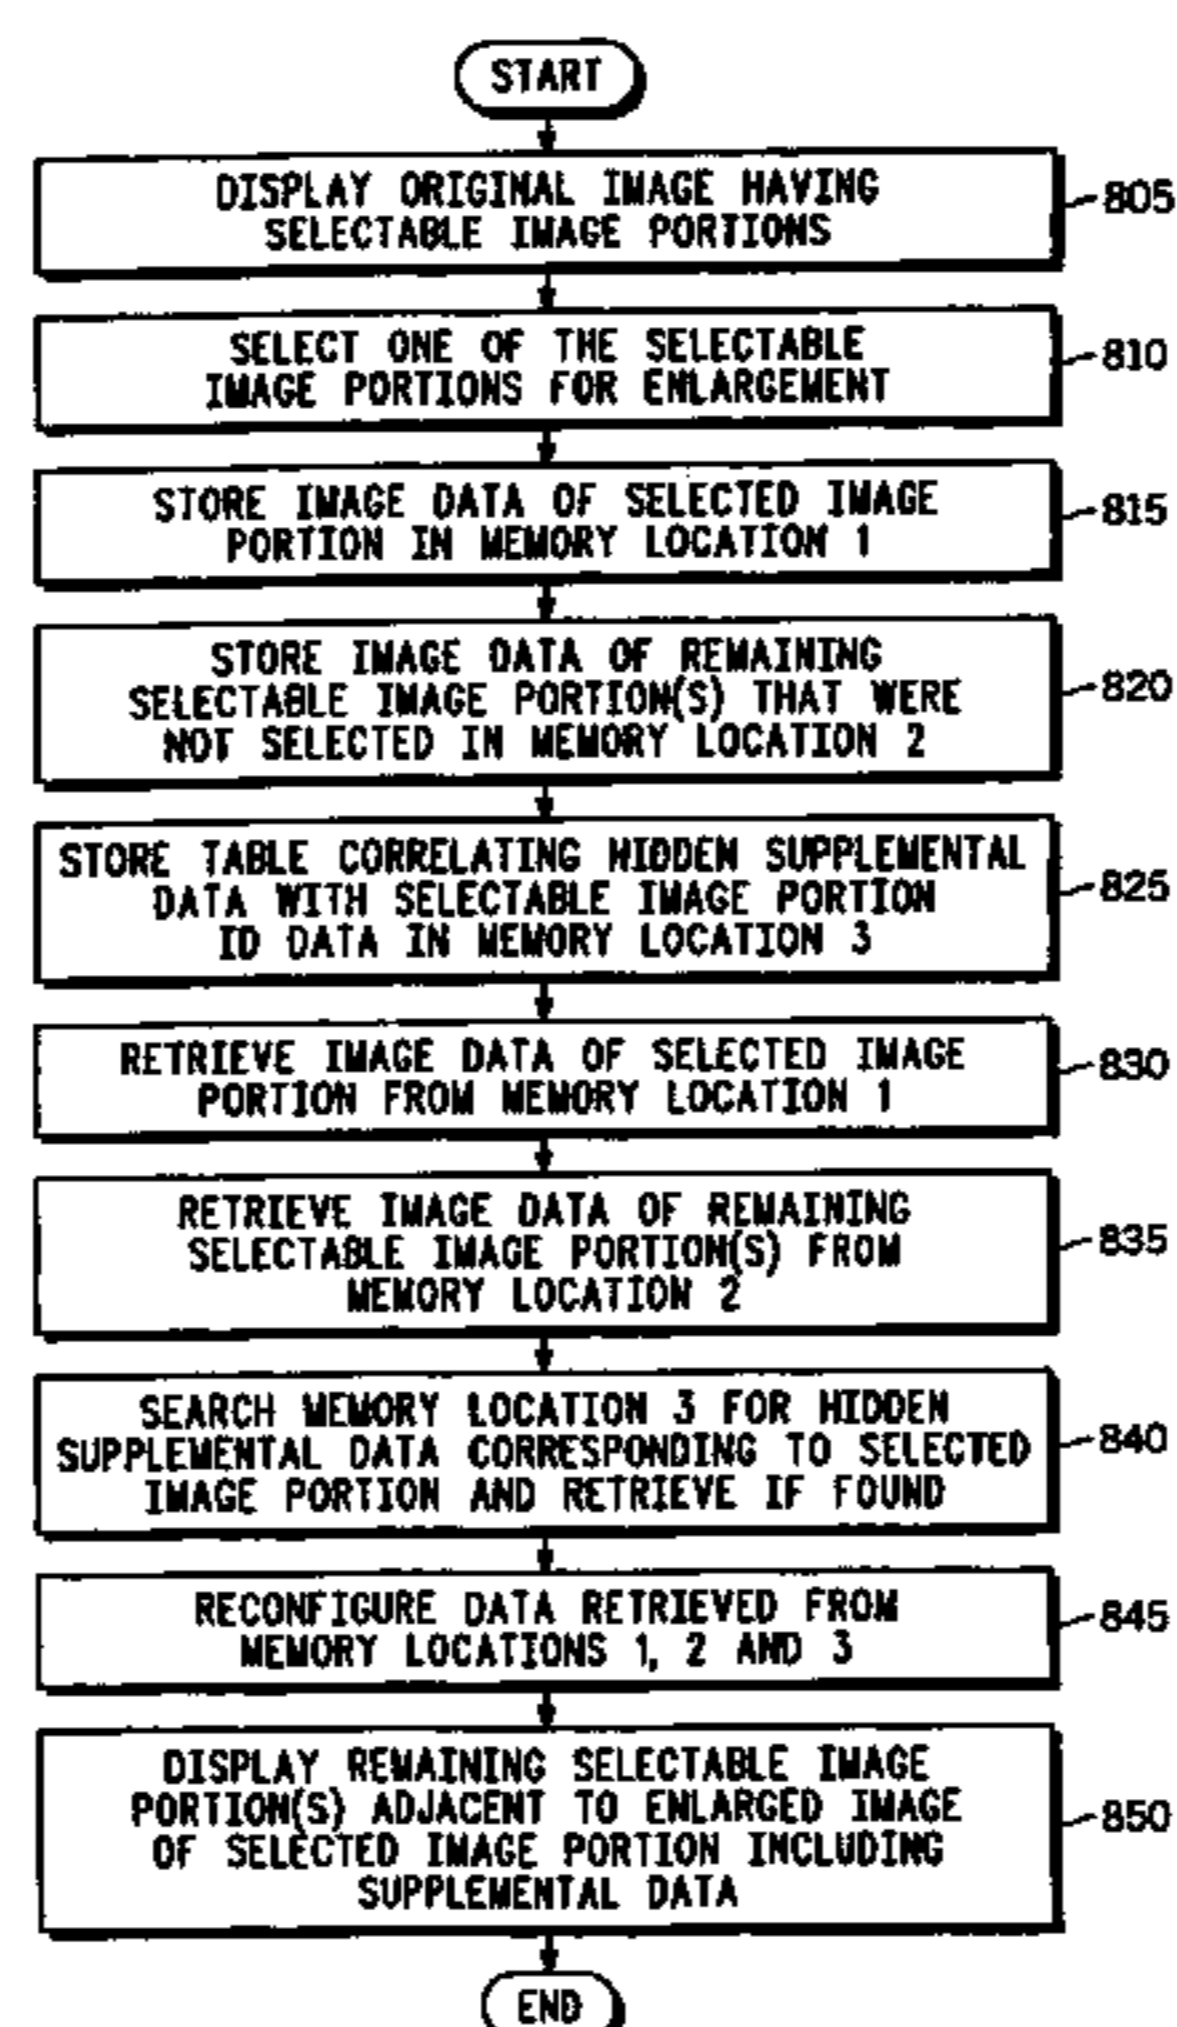 START
DISPLAY ORIGINAL IMAGE HAVING
SELECTABLE IMAGE PORTIONS
805
SELECT ONE OF THE SELECTABLE
IMAGE PORTIONS FOR ENLARGEMENT
810
STORE IMAGE DATA OF SELECTED IMAGE
PORTION IN MEMORY LOCATION 1
815
STORE IMAGE DATA OF REMAINING
SELECTABLE IMAGE PORTION(S) THAT WERE
NOT SELECTED IN MEMORY LOCATION 2
820
STORE TABLE CORRELATING HIDDEN SUPPLEMENTAL
DATA WITH SELECTABLE IMAGE PORTION
ID DATA IN MEMORY LOCATION 3
825
RETRIEVE IMAGE DATA OF SELECTED IMAGE
PORTION FROM MEMORY LOCATION 1
830
RETRIEVE IMAGE DATA OF REMAINING
SELECTABLE IMAGE PORTION(S) FROM
MEMORY LOCATION 2
835
SEARCH MEMORY LOCATION 3 FOR HIDDEN
SUPPLEMENTAL DATA CORRESPONDING TO SELECTED
IMAGE PORTION AND RETRIEVE IF FOUND
840
RECONFIGURE DATA RETRIEVED FROM
MEMORY LOCATIONS 1, 2 AND 3
845
DISPLAY REMAINING SELECTABLE IMAGE
PORTION(S) ADJACENT TO ENLARGED IMAGE
OF SELECTED IMAGE PORTION INCLUDING
SUPPLEMENTAL DATA
850
END